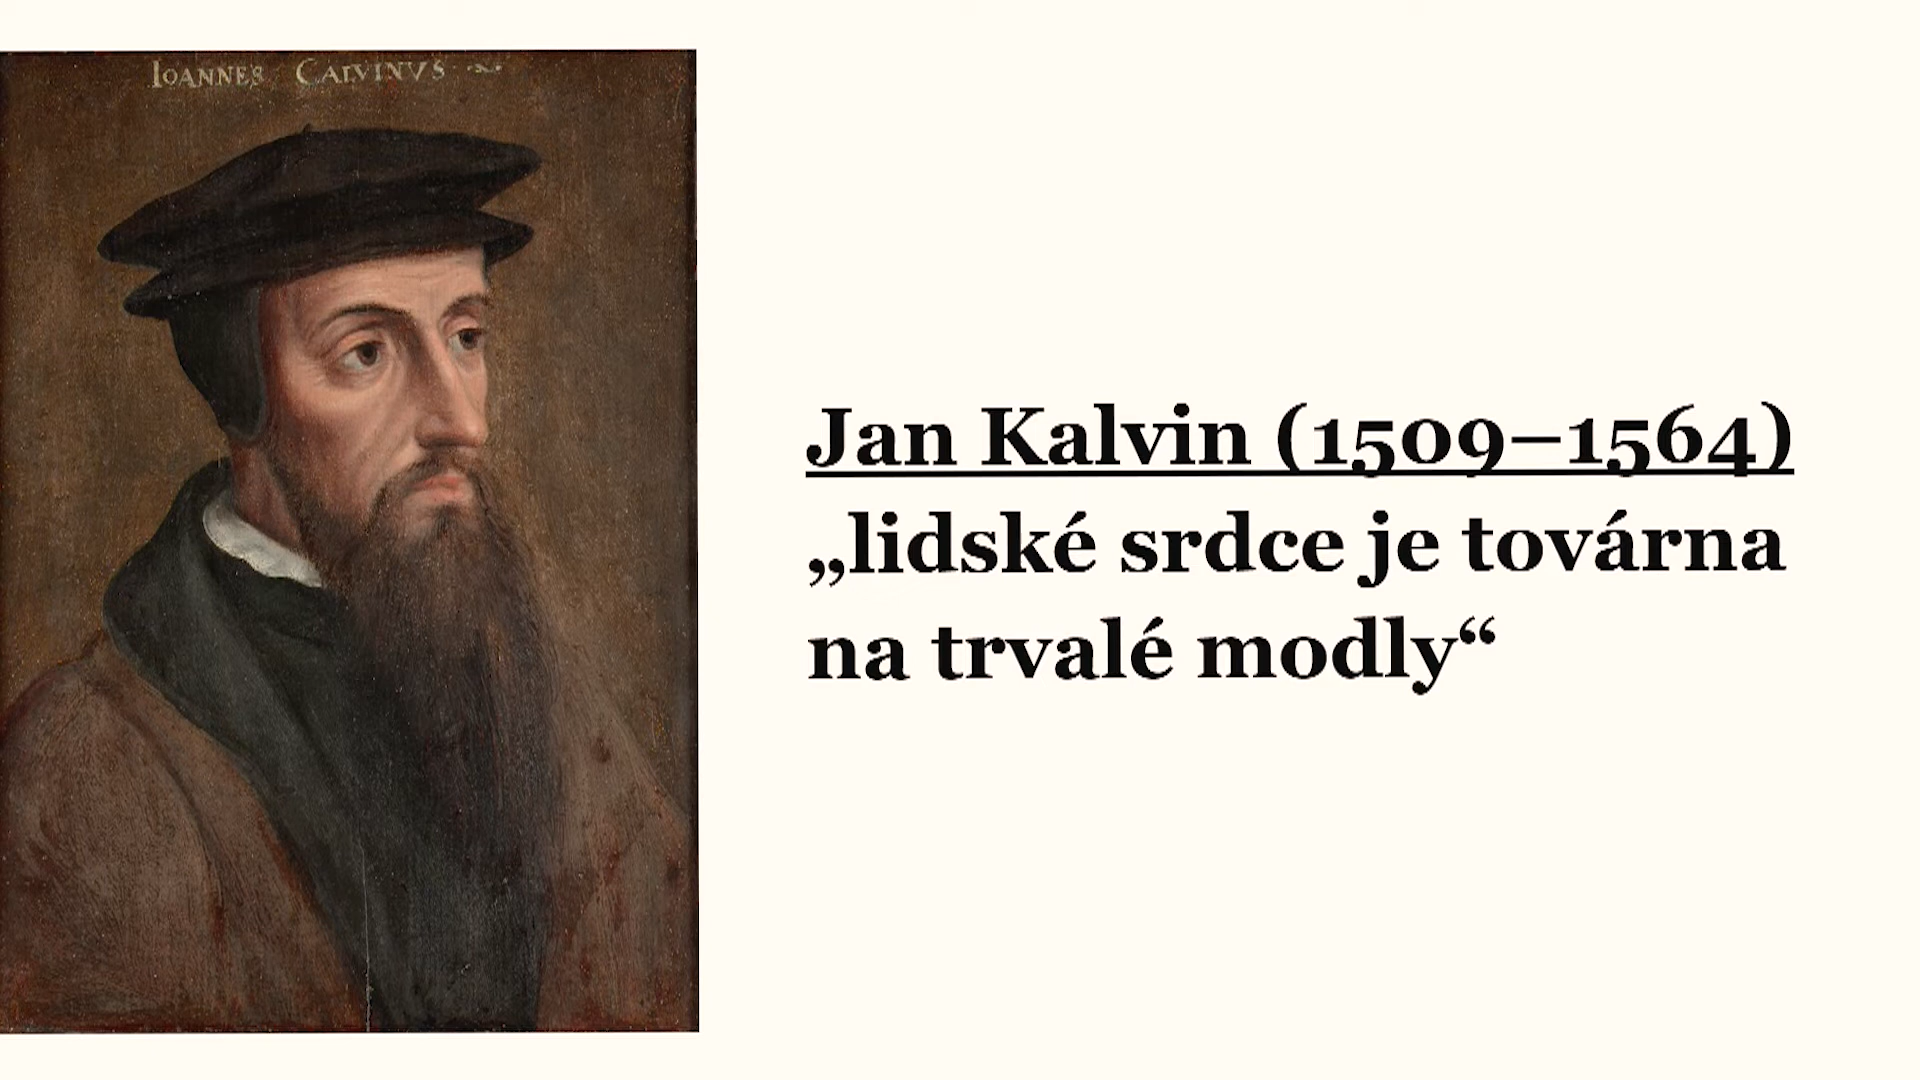 IOANNES CALVINVS
Jan Kalvin (1509–1564)
„lidské srdce je továrna
na trvalé modly“